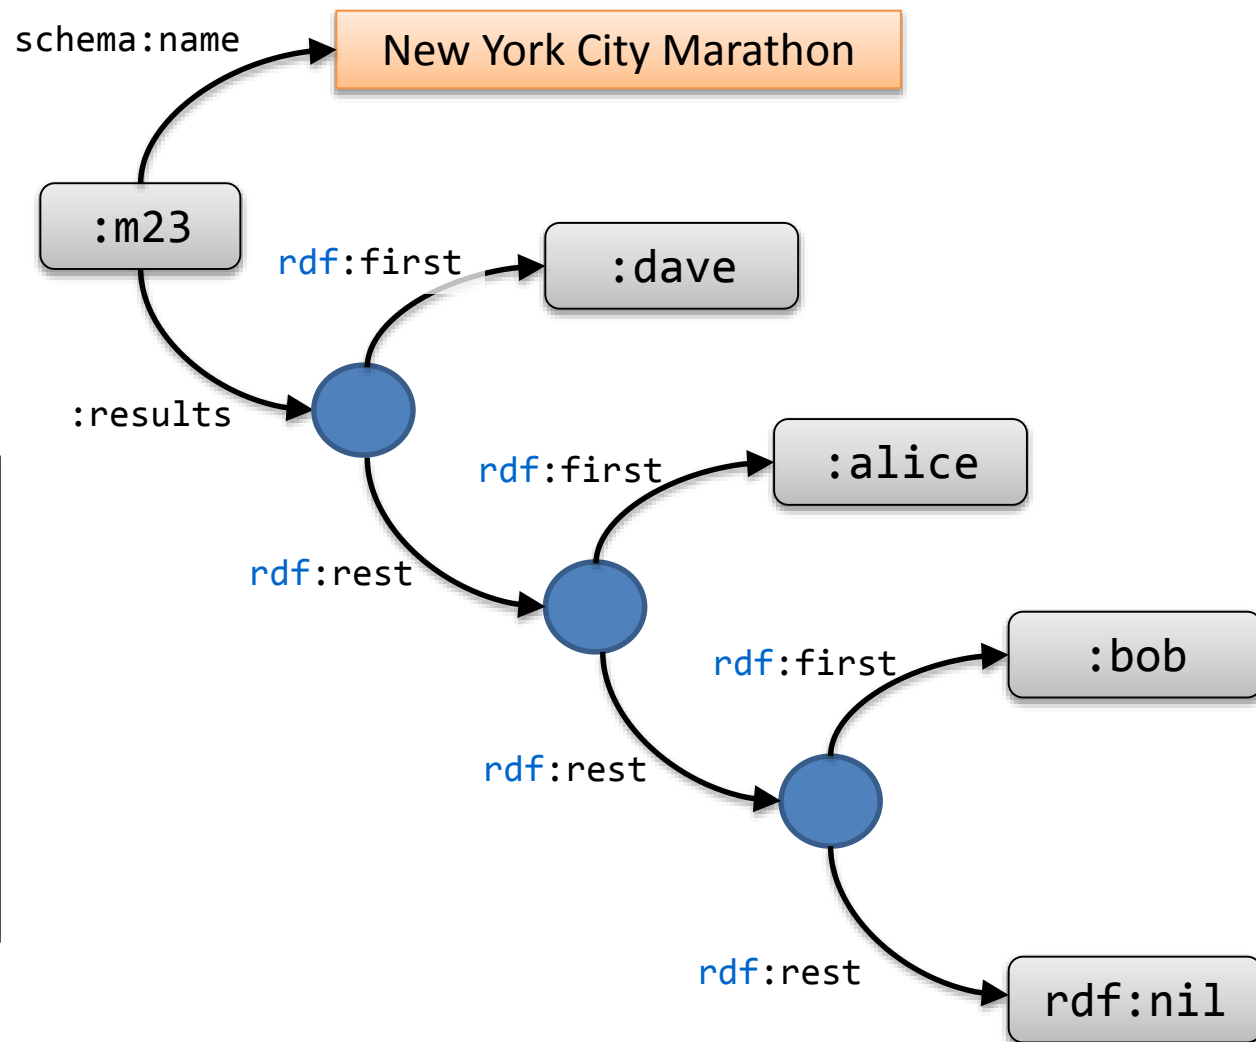 schema:name
New York City Marathon
:m23
rdf:first
:dave
:results
rdf:first
:alice
rdf:rest
rdf:first
:bob
rdf:rest
rdf:rest
rdf:nil